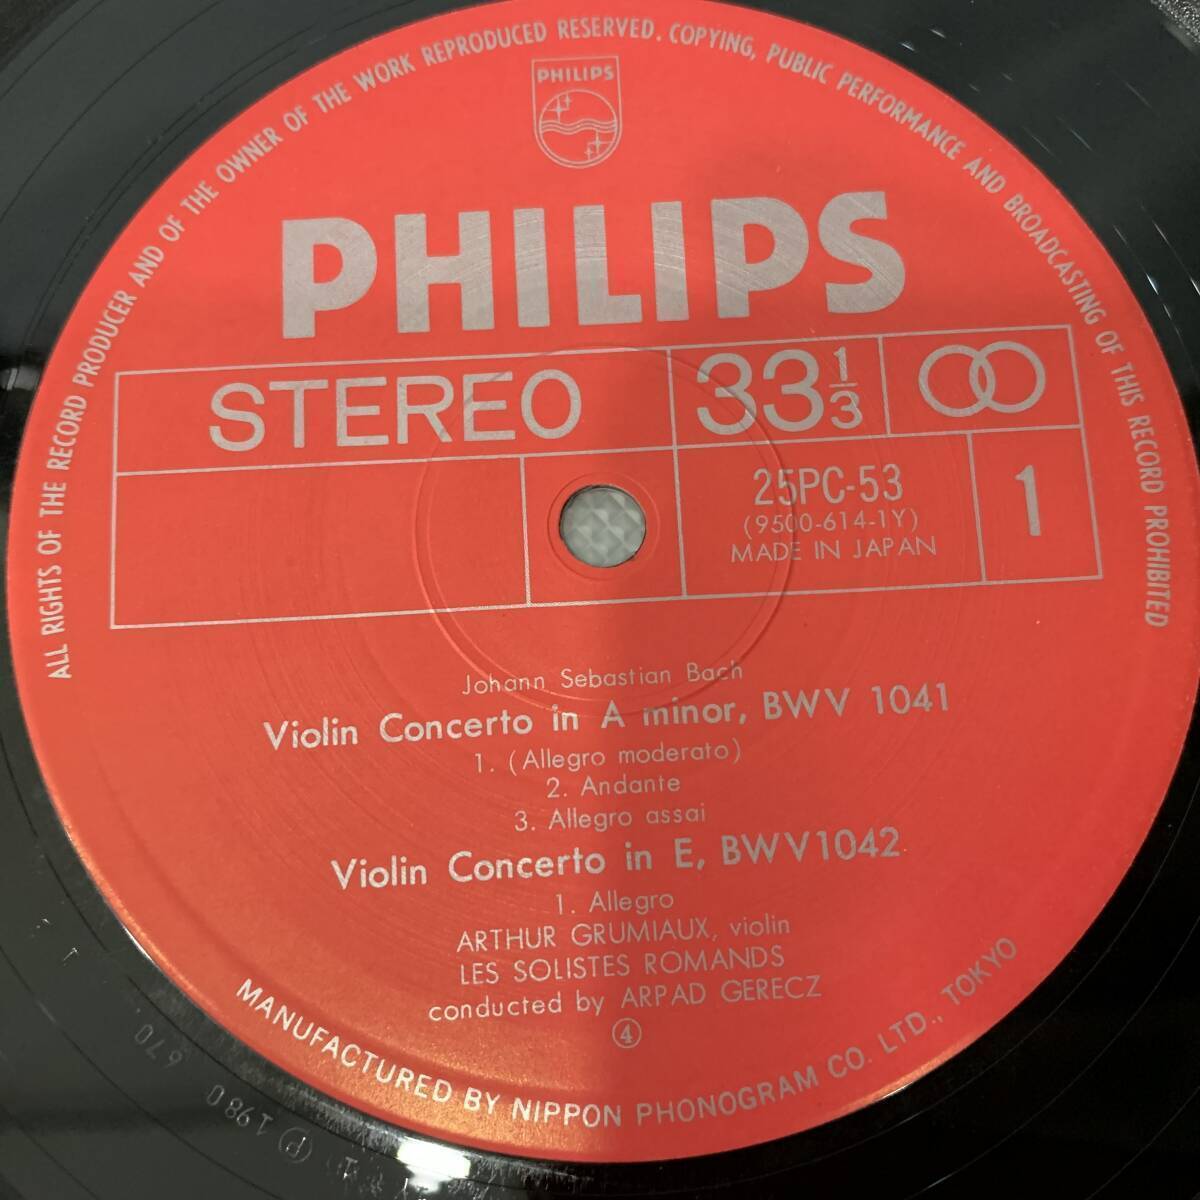 ALL RIGHTS OF THE RECORD PRODUCER AND OF THE OWNER OF THE WORK REPRODUCED RESERVED. COPYING, PUBLIC PERFORMANCE AND BROADCASTING OF THIS RECORD PROHIBITED
PHILIPS
PHILIPS
STEREO
33 1/3
25PC-53
(9500-614-1Y)
MADE IN JAPAN
1
Johann Sebastian Bach
Violin Concerto in A minor, BWV 1041
1. (Allegro moderato)
2. Andante
3. Allegro assai
Violin Concerto in E, BWV1042
1. Allegro
ARTHUR GRUMIAUX, violin
LES SOLISTES ROMANDS
conducted by ARPAD GERECZ
④
MANUFACTURED BY NIPPON PHONOGRAM CO. LTD., TOKYO
Ⓟ 1980
670.